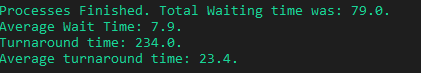 Processes Finished. Total Waiting time was: 79.0.
Average Wait Time: 7.9.
Turnaround time: 234.0.
Average turnaround time: 23.4.